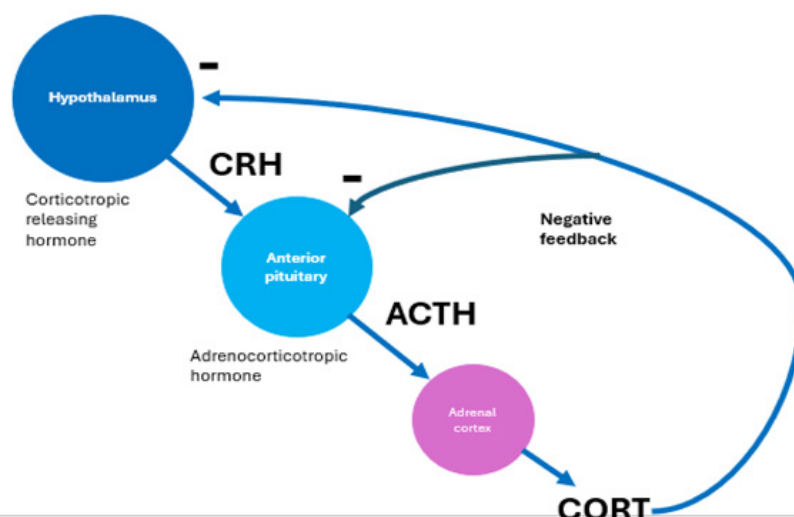 -
Hypothalamus
CRH
-
Corticotropic
releasing
hormone
Negative
feedback
Anterior
pituitary
ACTH
Adrenocorticotropic
hormone
Adrenal
cortex
CORT